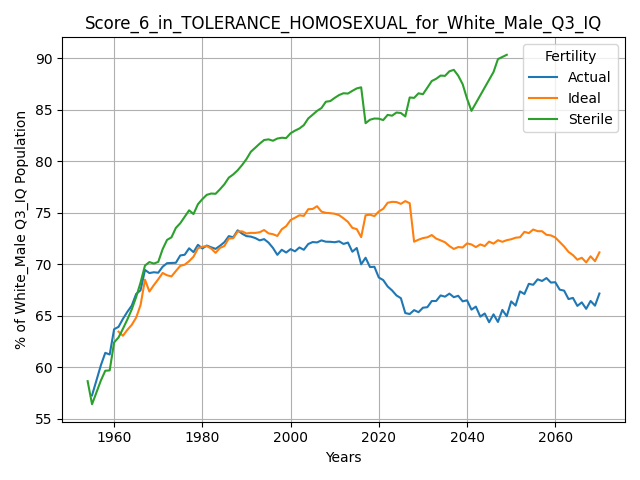 Score_6_in_TOLERANCE_HOMOSEXUAL_for_White_Male_Q3_IQ
% of White_Male Q3_IQ Population
90
85
80
75
70
65
60
55
Fertility
Actual
Ideal
Sterile
1960 1980 2000 2020 2040 2060
Years